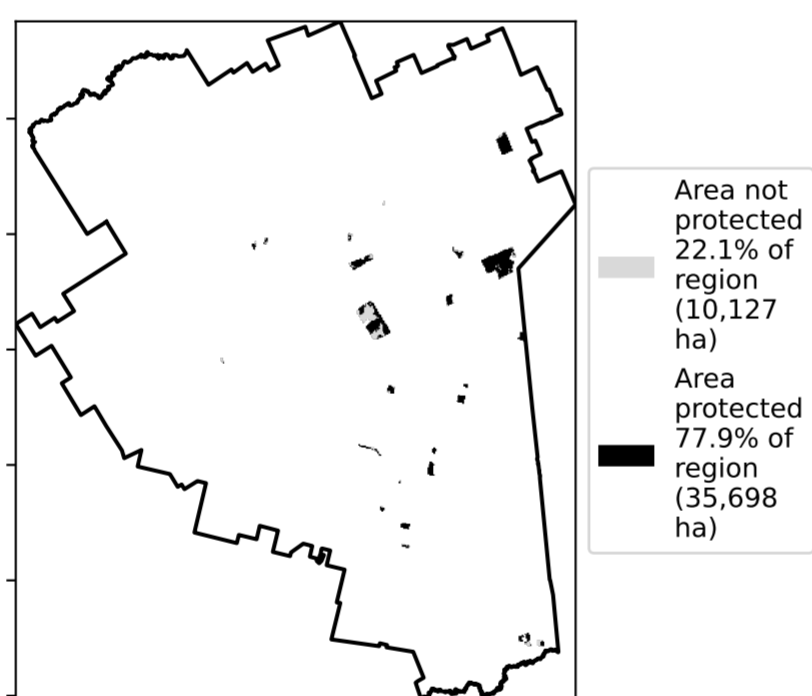 Area not
protected
22.1% of
region
(10,127
ha)
Area
protected
77.9% of
region
(35,698
ha)